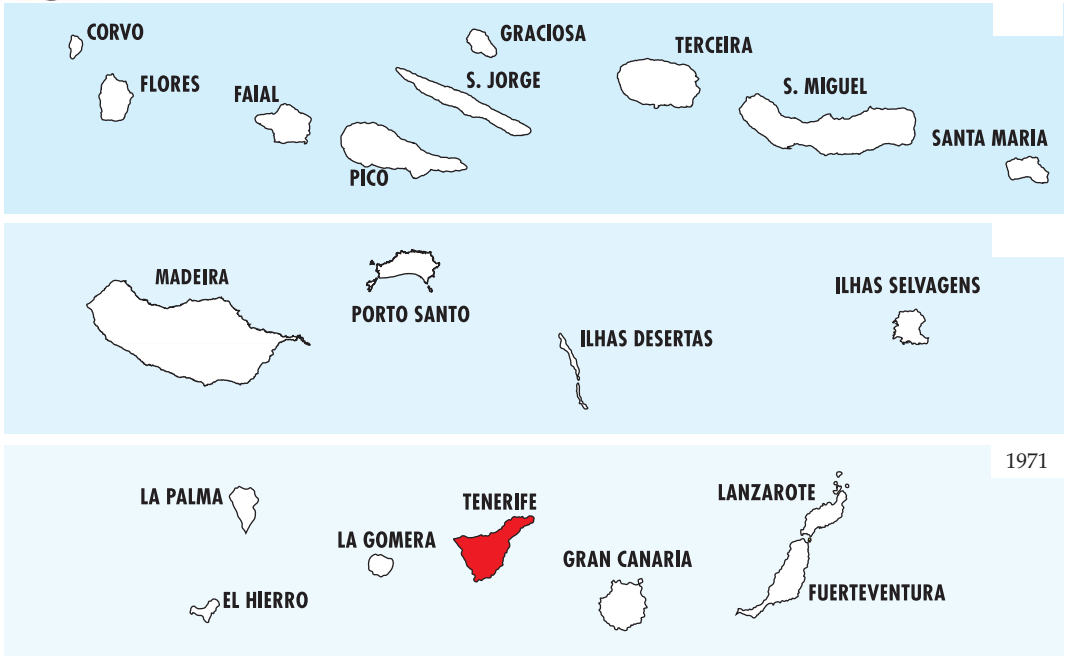 CORVO
GRACIOSA
TERCEIRA
FLORES
S. JORGE
S. MIGUEL
FAIAL
SANTA MARIA
PICO
MADEIRA
ILHAS SELVAGENS
PORTO SANTO
ILHAS DESERTAS
1971
LA PALMA
TENERIFE
LANZAROTE
LA GOMERA
GRAN CANARIA
EL HIERRO
FUERTEVENTURA